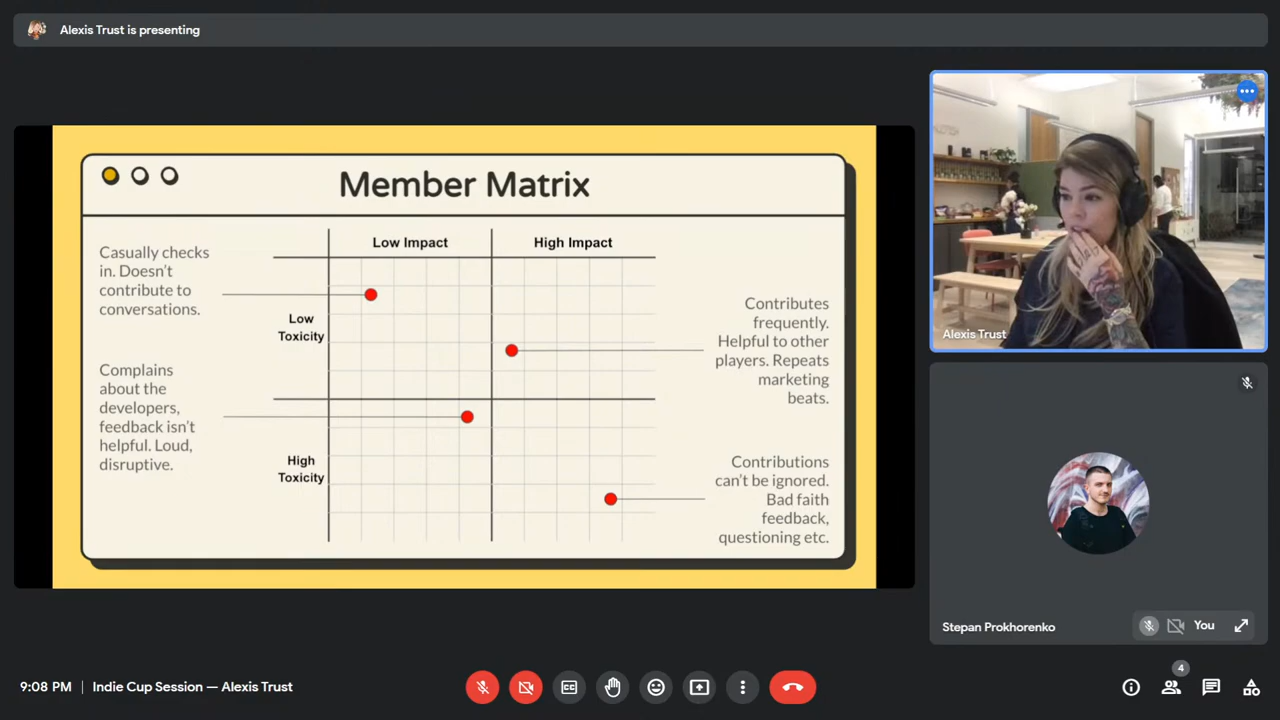 Alexis Trust is presenting
Member Matrix
Low Impact
High Impact
Casually checks
in. Doesn't
contribute to
conversations.
Low
Toxicity
Contributes
frequently.
Helpful to other
players. Repeats
marketing
beats.
Complains
about the
developers,
feedback isn't
helpful. Loud,
disruptive.
High
Toxicity
Contributions
can't be ignored.
Bad faith
feedback,
questioning etc.
Alexis Trust
Stepan Prokhorenko
You
9:08 PM | Indie Cup Session — Alexis Trust
CC
4